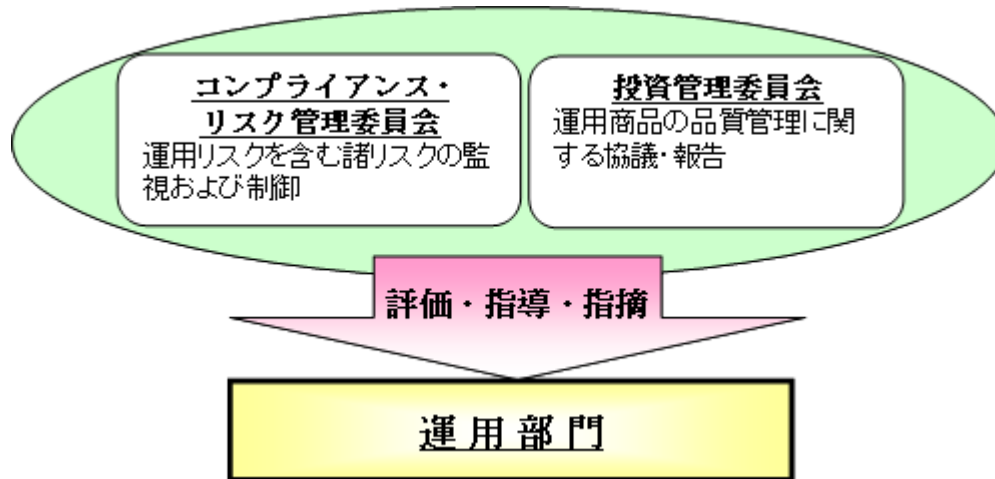 コンプライアンス・
リスク管理委員会
運用リスクを含む諸リスクの監
視および制御
投資管理委員会
運用商品の品質管理に関
する協議・報告
評価・指導・指摘
運用部門